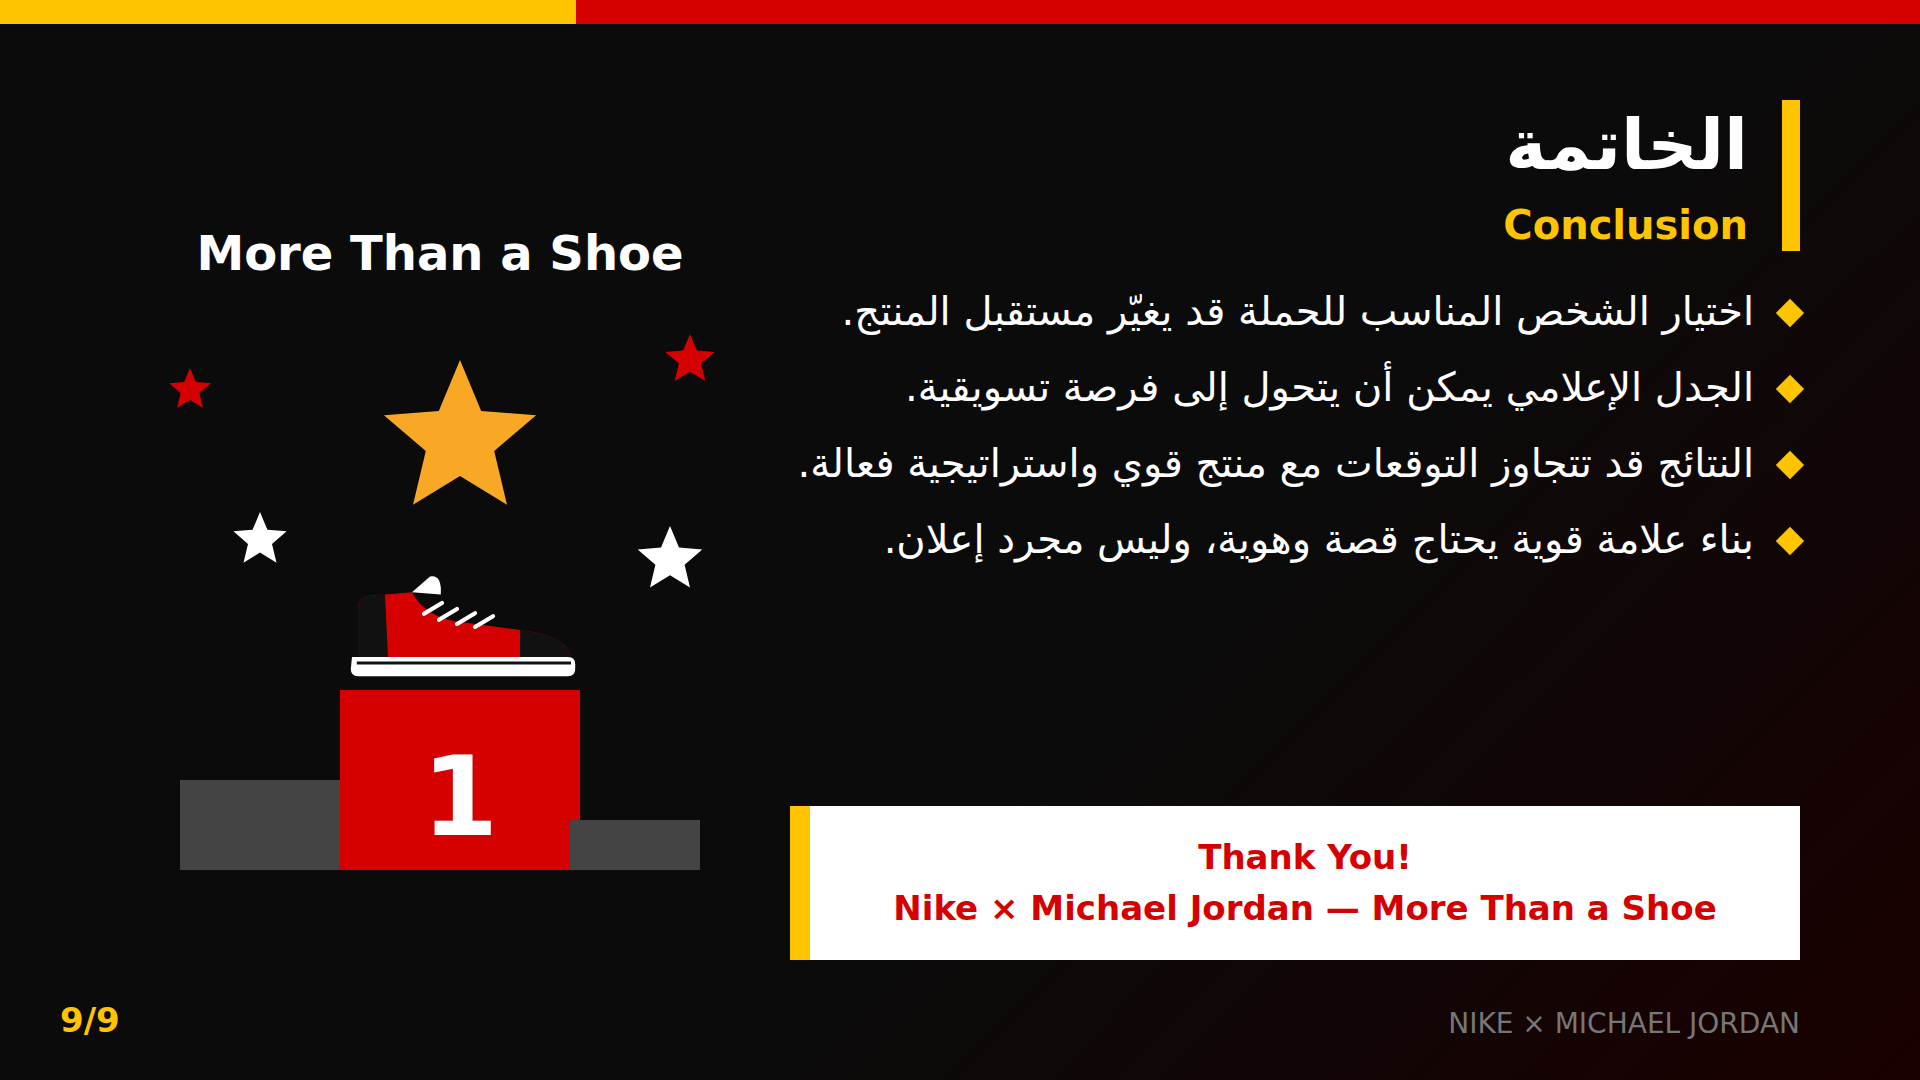 الخاتمة
Conclusion
More Than a Shoe
اختيار الشخص المناسب للحملة قد يغيّر مستقبل المنتج.
الجدل الإعلامي يمكن أن يتحول إلى فرصة تسويقية.
النتائج قد تتجاوز التوقعات مع منتج قوي واستراتيجية فعالة.
بناء علامة قوية يحتاج قصة وهوية، وليس مجرد إعلان.
1
Thank You!
Nike × Michael Jordan — More Than a Shoe
9/9
NIKE × MICHAEL JORDAN